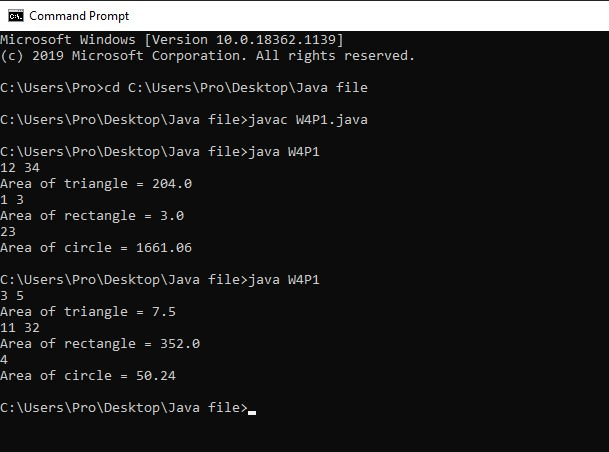 Command Prompt
Microsoft Windows [Version 10.0.18362.1139]
(c) 2019 Microsoft Corporation. All rights reserved.
C:\Users\Pro>cd C:\Users\Pro\Desktop\Java file
C:\Users\Pro\Desktop\Java file>javac W4P1.java
C:\Users\Pro\Desktop\Java file>java W4P1
12 34
Area of triangle = 204.0
1 3
Area of rectangle = 3.0
23
Area of circle = 1661.06
C:\Users\Pro\Desktop\Java file>java W4P1
3 5
Area of triangle = 7.5
11 32
Area of rectangle = 352.0
4
Area of circle = 50.24
C:\Users\Pro\Desktop\Java file>